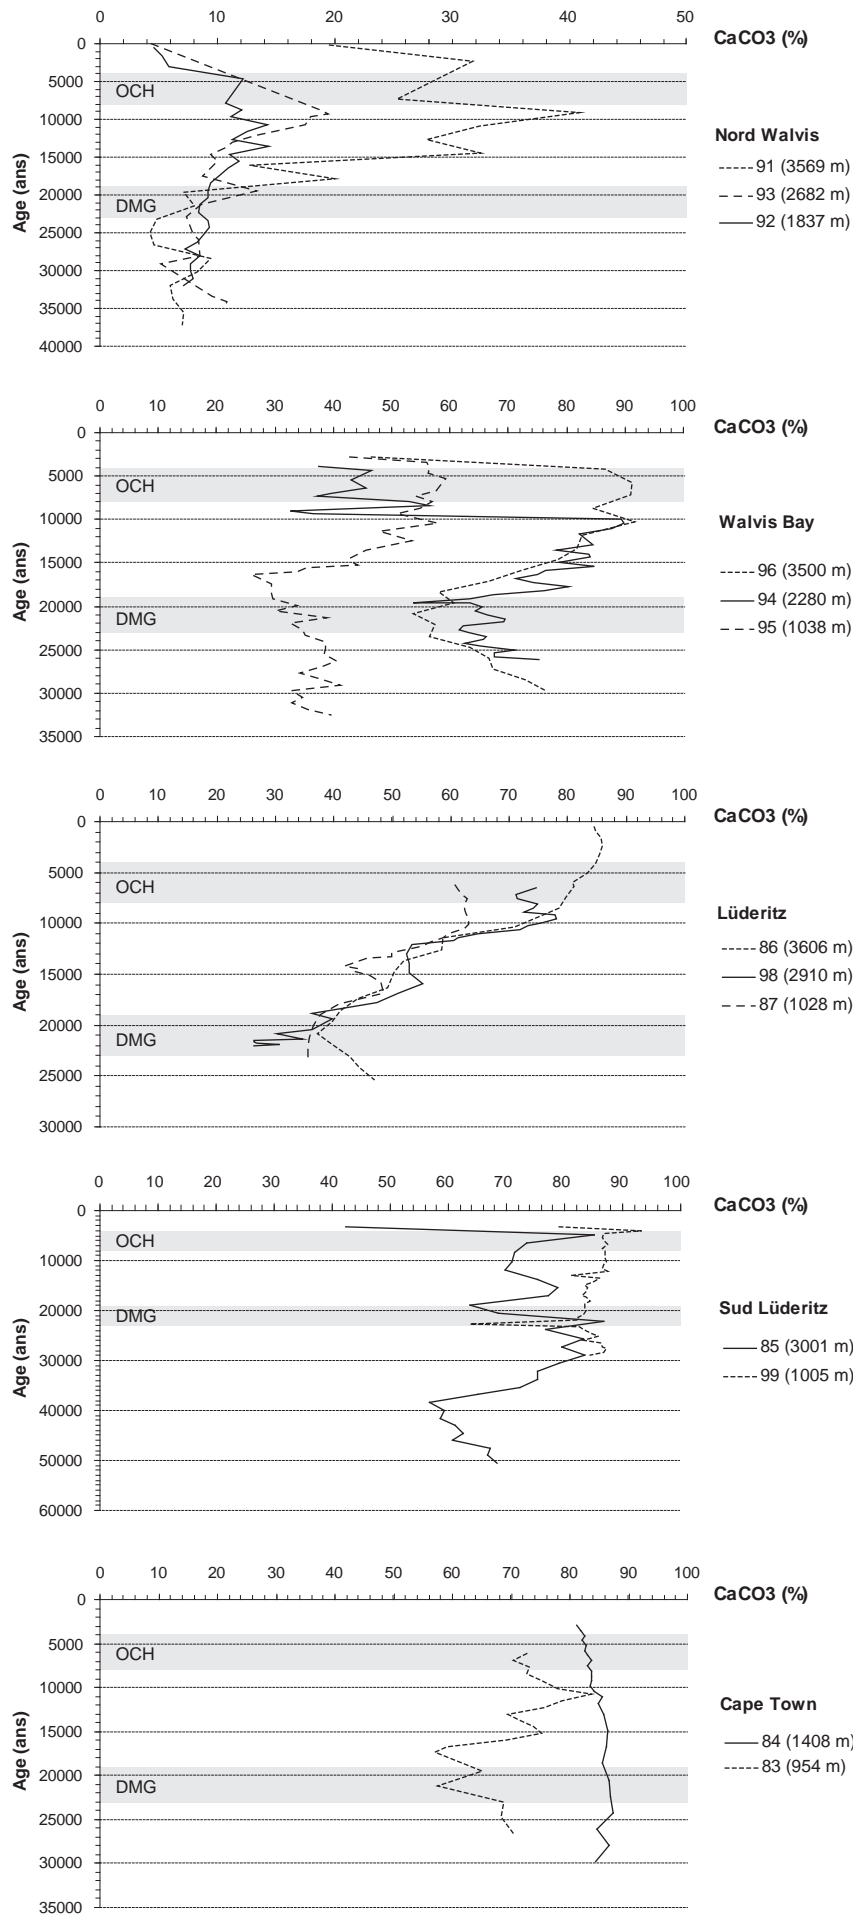 0 10 20 30 40 50
CaCO3 (%)
0
5000
10000
15000
20000
25000
30000
35000
40000
Age (ans)
OCH
DMG
Nord Walvis
91 (3569 m)
93 (2682 m)
92 (1837 m)
0 10 20 30 40 50 60 70 80 90 100
CaCO3 (%)
0
5000
10000
15000
20000
25000
30000
35000
Age (ans)
OCH
DMG
Walvis Bay
96 (3500 m)
94 (2280 m)
95 (1038 m)
0 10 20 30 40 50 60 70 80 90 100
CaCO3 (%)
0
5000
10000
15000
20000
25000
30000
Age (ans)
OCH
DMG
Lüderitz
86 (3606 m)
98 (2910 m)
87 (1028 m)
0 10 20 30 40 50 60 70 80 90 100
CaCO3 (%)
0
10000
20000
30000
40000
50000
60000
Age (ans)
OCH
DMG
Sud Lüderitz
85 (3001 m)
99 (1005 m)
0 10 20 30 40 50 60 70 80 90 100
CaCO3 (%)
0
5000
10000
15000
20000
25000
30000
35000
Age (ans)
OCH
DMG
Cape Town
84 (1408 m)
83 (954 m)